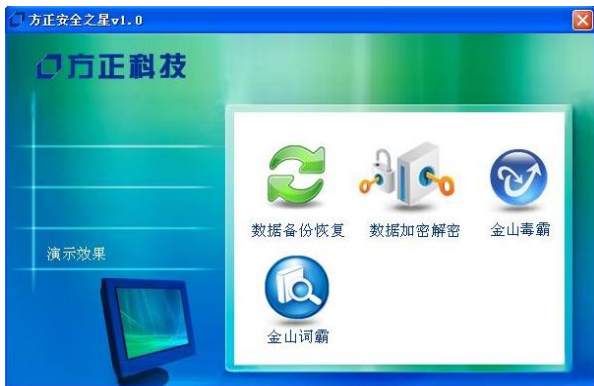 方正安全之星v1.0
方正科技
数据备份恢复
数据加密解密
金山毒霸
演示效果
金山词霸